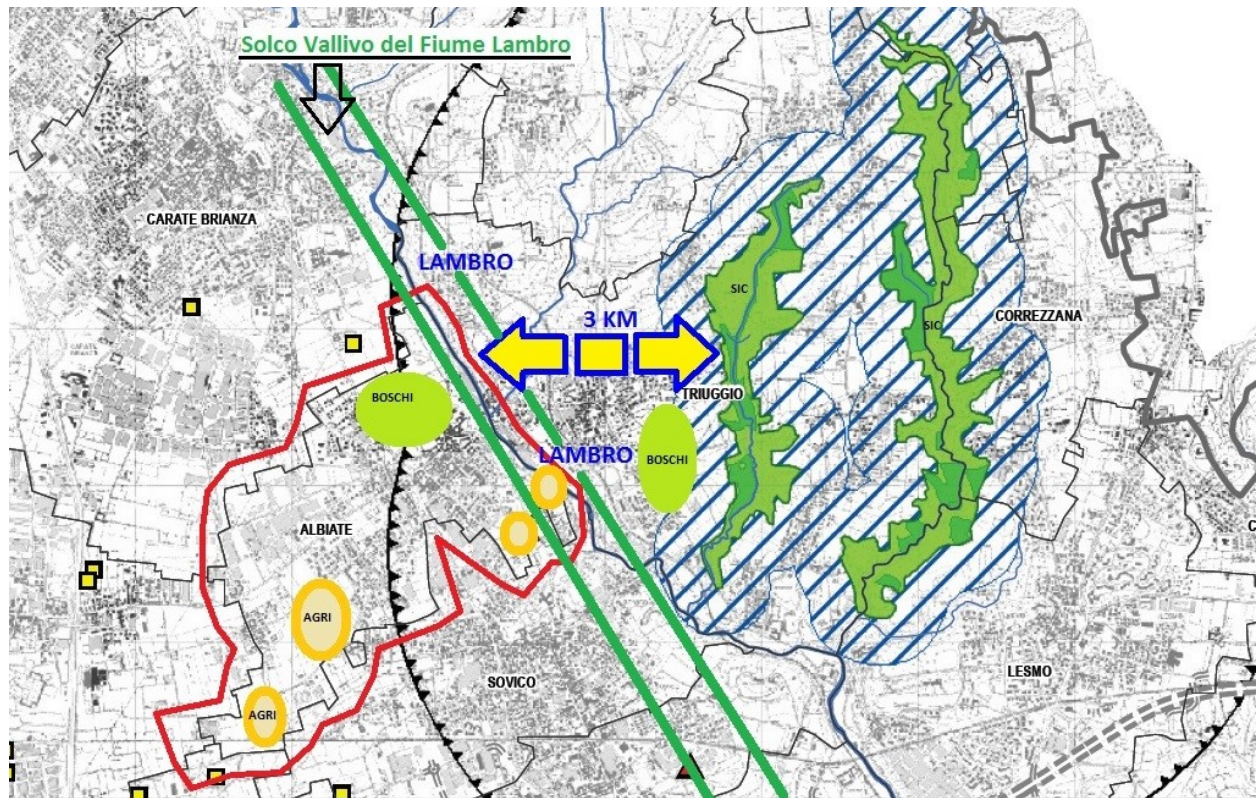 Solco Vallivo del Fiume Lambro
CARATE BRIANZA
LAMBRO
SIC
3 KM
SIC
CORREZZANA
BOSCHI
TRIUGGIO
LAMBRO
BOSCHI
ALBIATE
AGRI
SOVICO
LESMO
AGRI